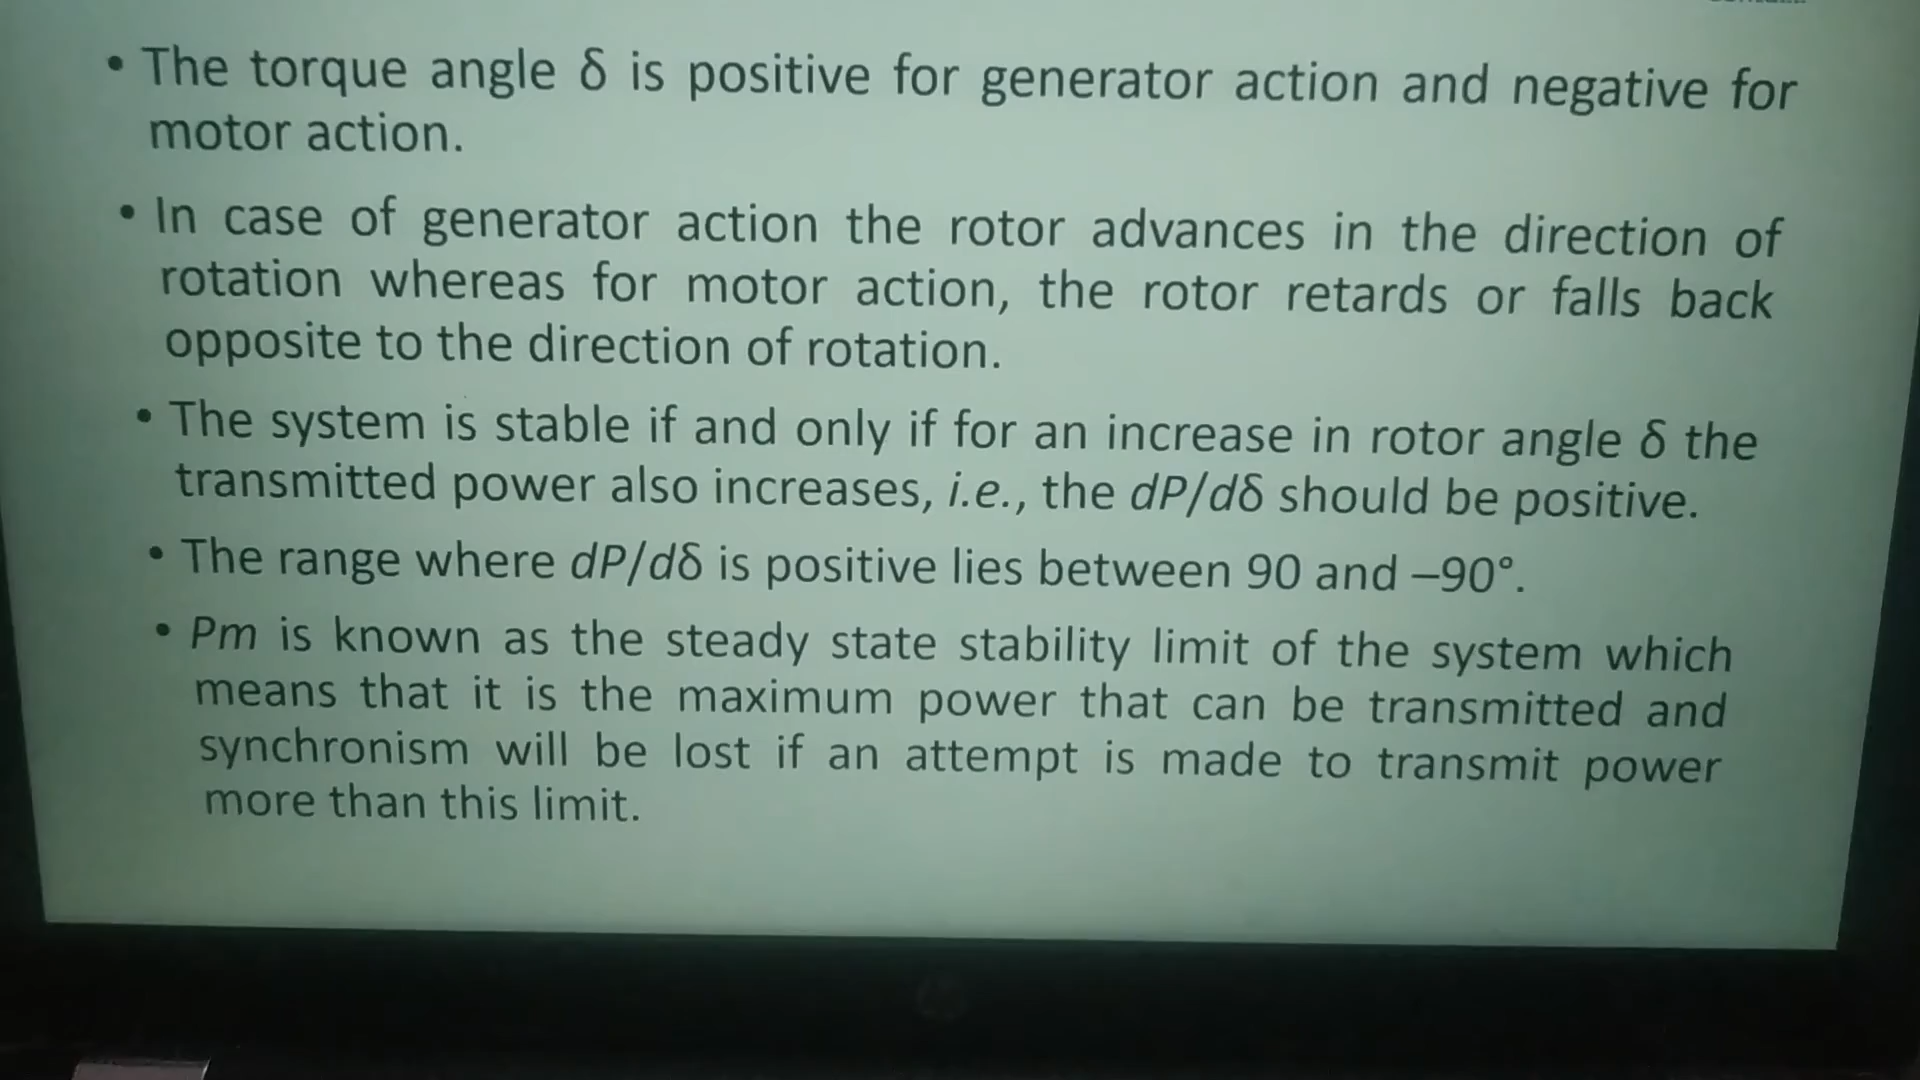 • The torque angle δ is positive for generator action and negative for
motor action.
• In case of generator action the rotor advances in the direction of
rotation whereas for motor action, the rotor retards or falls back
opposite to the direction of rotation.
• The system is stable if and only if for an increase in rotor angle δ the
transmitted power also increases, i.e., the dP/dδ should be positive.
• The range where dP/dδ is positive lies between 90 and –90°.
• Pm is known as the steady state stability limit of the system which
means that it is the maximum power that can be transmitted and
synchronism will be lost if an attempt is made to transmit power
more than this limit.